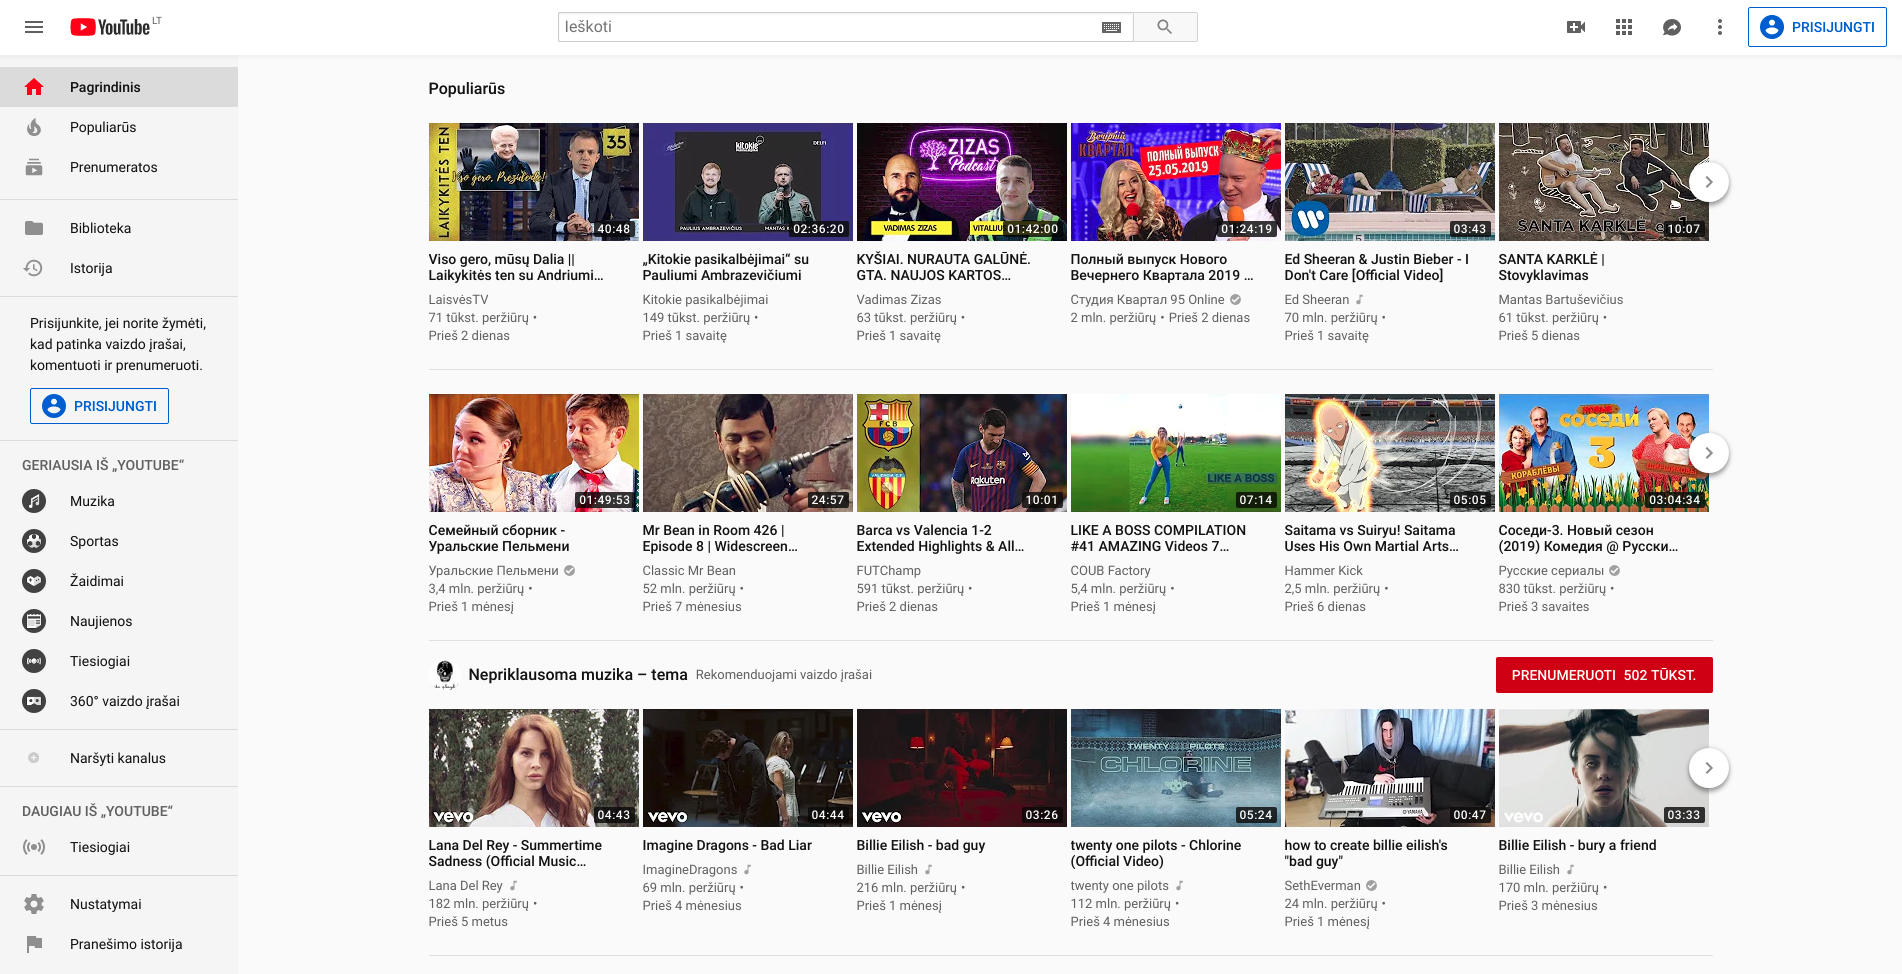 YouTube LT
Ieškoti
PRISIJUNGTI
Pagrindinis
Populiarūs
Prenumeratos
Biblioteka
Istorija
Prisijunkite, jei norite žymėti,
kad patinka vaizdo įrašai,
komentuoti ir prenumeruoti.
PRISIJUNGTI
GERIAUSIA IŠ „YOUTUBE“
Muzika
Sportas
Žaidimai
Naujienos
Tiesiogiai
360° vaizdo įrašai
Naršyti kanalus
DAUGIAU IŠ „YOUTUBE“
Tiesiogiai
Nustatymai
Pranešimo istorija
Populiarūs
LAIKYKITĖS TEN
35
Viso gero, Prezidente!
40:48
Viso gero, mūsų Dalia ||
Laikykitės ten su Andriumi...
LaisvėsTV
71 tūkst. peržiūrų •
Prieš 2 dienas
kitokie
DELFI
PAULIUS AMBRAZEVIČIUS
02:36:20
„Kitokie pasikalbėjimai“ su
Pauliumi Ambrazevičiumi
Kitokie pasikalbėjimai
149 tūkst. peržiūrų •
Prieš 1 savaitę
ZIZAS
Podcast
VADIMAS ZIZAS
01:42:00
KYŠIAI. NURAUTA GALŪNĖ.
GTA. NAUJOS KARTOS...
Vadimas Zizas
63 tūkst. peržiūrų •
Prieš 1 savaitę
Вечірній
КВАРТАЛ
ПОЛНЫЙ ВЫПУСК
25.05.2019
01:24:19
Полный выпуск Нового
Вечернего Квартала 2019 ...
Студия Квартал 95 Online
2 mln. peržiūrų • Prieš 2 dienas
5
03:43
Ed Sheeran & Justin Bieber - I
Don't Care [Official Video]
Ed Sheeran
70 mln. peržiūrų •
Prieš 1 savaitę
SANTA KARKLĖ
10:07
SANTA KARKLĖ |
Stovyklavimas
Mantas Bartuševičius
61 tūkst. peržiūrų •
Prieš 5 dienas
01:49:53
Семейный сборник -
Уральские Пельмени
Уральские Пельмени
3,4 mln. peržiūrų •
Prieš 1 mėnesį
24:57
Mr Bean in Room 426 |
Episode 8 | Widescreen...
Classic Mr Bean
52 mln. peržiūrų •
Prieš 7 mėnesius
FCB
Rakuten
10:01
Barca vs Valencia 1-2
Extended Highlights & All...
FUTChamp
591 tūkst. peržiūrų •
Prieš 2 dienas
LIKE A BOSS
07:14
LIKE A BOSS COMPILATION
#41 AMAZING Videos 7...
COUB Factory
5,4 mln. peržiūrų •
Prieš 1 mėnesį
05:05
Saitama vs Suiryu! Saitama
Uses His Own Martial Arts...
Hammer Kick
2,5 mln. peržiūrų •
Prieš 6 dienas
НОВЫЕ
СОСЕДИ
3
КОРАБЛЁВЫ
03:04:34
Соседи-3. Новый сезон
(2019) Комедия @ Русски...
Русские сериалы
830 tūkst. peržiūrų •
Prieš 3 savaites
Nepriklausoma muzika – tema Rekomenduojami vaizdo įrašai
PRENUMERUOTI 502 TŪKST.
vevo
04:43
Lana Del Rey - Summertime
Sadness (Official Music...
Lana Del Rey
182 mln. peržiūrų •
Prieš 5 metus
vevo
04:44
Imagine Dragons - Bad Liar
ImagineDragons
69 mln. peržiūrų •
Prieš 4 mėnesius
vevo
03:26
Billie Eilish - bad guy
Billie Eilish
216 mln. peržiūrų •
Prieš 1 mėnesį
TWENTY PILOTS
CHLORINE
05:24
twenty one pilots - Chlorine
(Official Video)
twenty one pilots
112 mln. peržiūrų •
Prieš 4 mėnesius
YAMAHA
00:47
how to create billie eilish's
"bad guy"
SethEverman
24 mln. peržiūrų •
Prieš 1 mėnesį
vevo
03:33
Billie Eilish - bury a friend
Billie Eilish
170 mln. peržiūrų •
Prieš 3 mėnesius